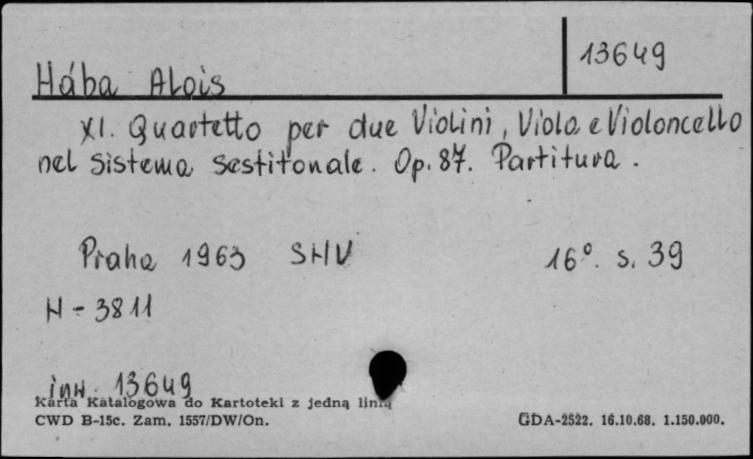 13649
Hába Alois
XI. Quartetto per due Violini, Viola e Violoncello
nel Sistema Sestitonale. Op. 87. Partitura.
Praha 1963 SHV 16°. s. 39
H-3811
inw. 13649
Karta Katalogowa do Kartoteki z jedną linią
CWD B-15c. Zam. 1557/DW/On. GDA-2522. 16.10.68. 1.150.000.